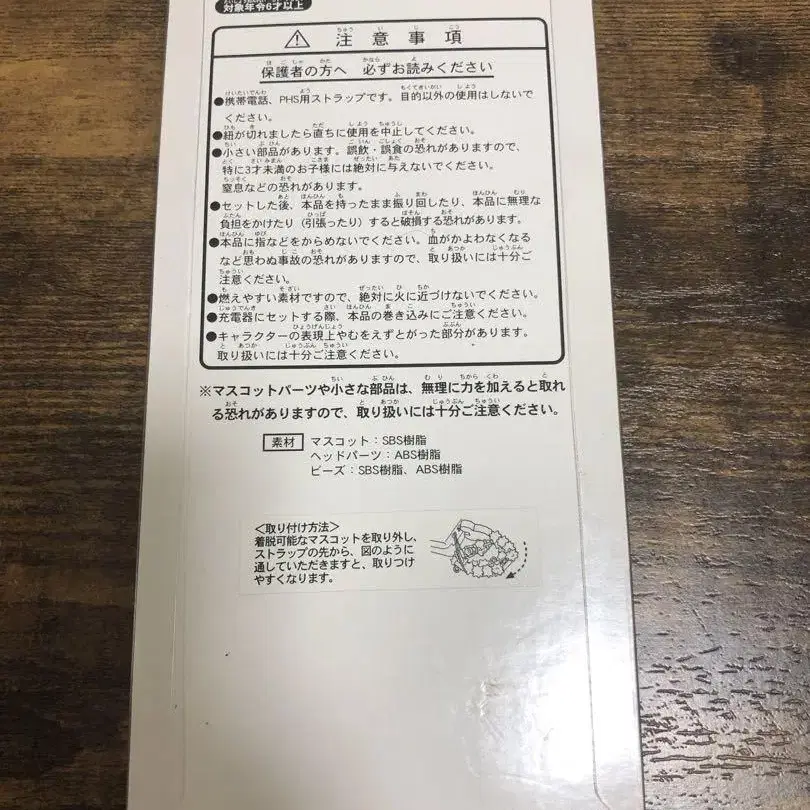 対象年令6才以上
⚠ 注意事項
保護者の方へ 必ずお読みください
●携帯電話、PHS用ストラップです。目的以外の使用はしないで
ください。
●紐が切れましたら直ちに使用を中止してください。
●小さい部品があります。誤飲・誤食の恐れがありますので、
特に3才未満のお子様には絶対に与えないでください。
窒息などの恐れがあります。
●セットした後、本品を持ったまま振り回したり、本品に無理な
負担をかけたり（引張ったり）すると破損する恐れがあります。
●本品に指などをからめないでください。血がかよわなくなる
など思わぬ事故の恐れがありますので、取り扱いには十分ご
注意ください。
●燃えやすい素材ですので、絶対に火に近づけないでください。
●充電器にセットする際、本品の巻き込みにご注意ください。
●キャラクターの表現上やむをえずとがった部分があります。
取り扱いには十分ご注意ください。
※マスコットパーツや小さな部品は、無理に力を加えると取れ
る恐れがありますので、取り扱いには十分ご注意ください。
素材 マスコット：SBS樹脂
ヘッドパーツ：ABS樹脂
ビーズ：SBS樹脂、ABS樹脂
＜取り付け方法＞
着脱可能なマスコットを取り外し、
ストラップの先から、図のように
通していただきますと、取りつけ
やすくなります。